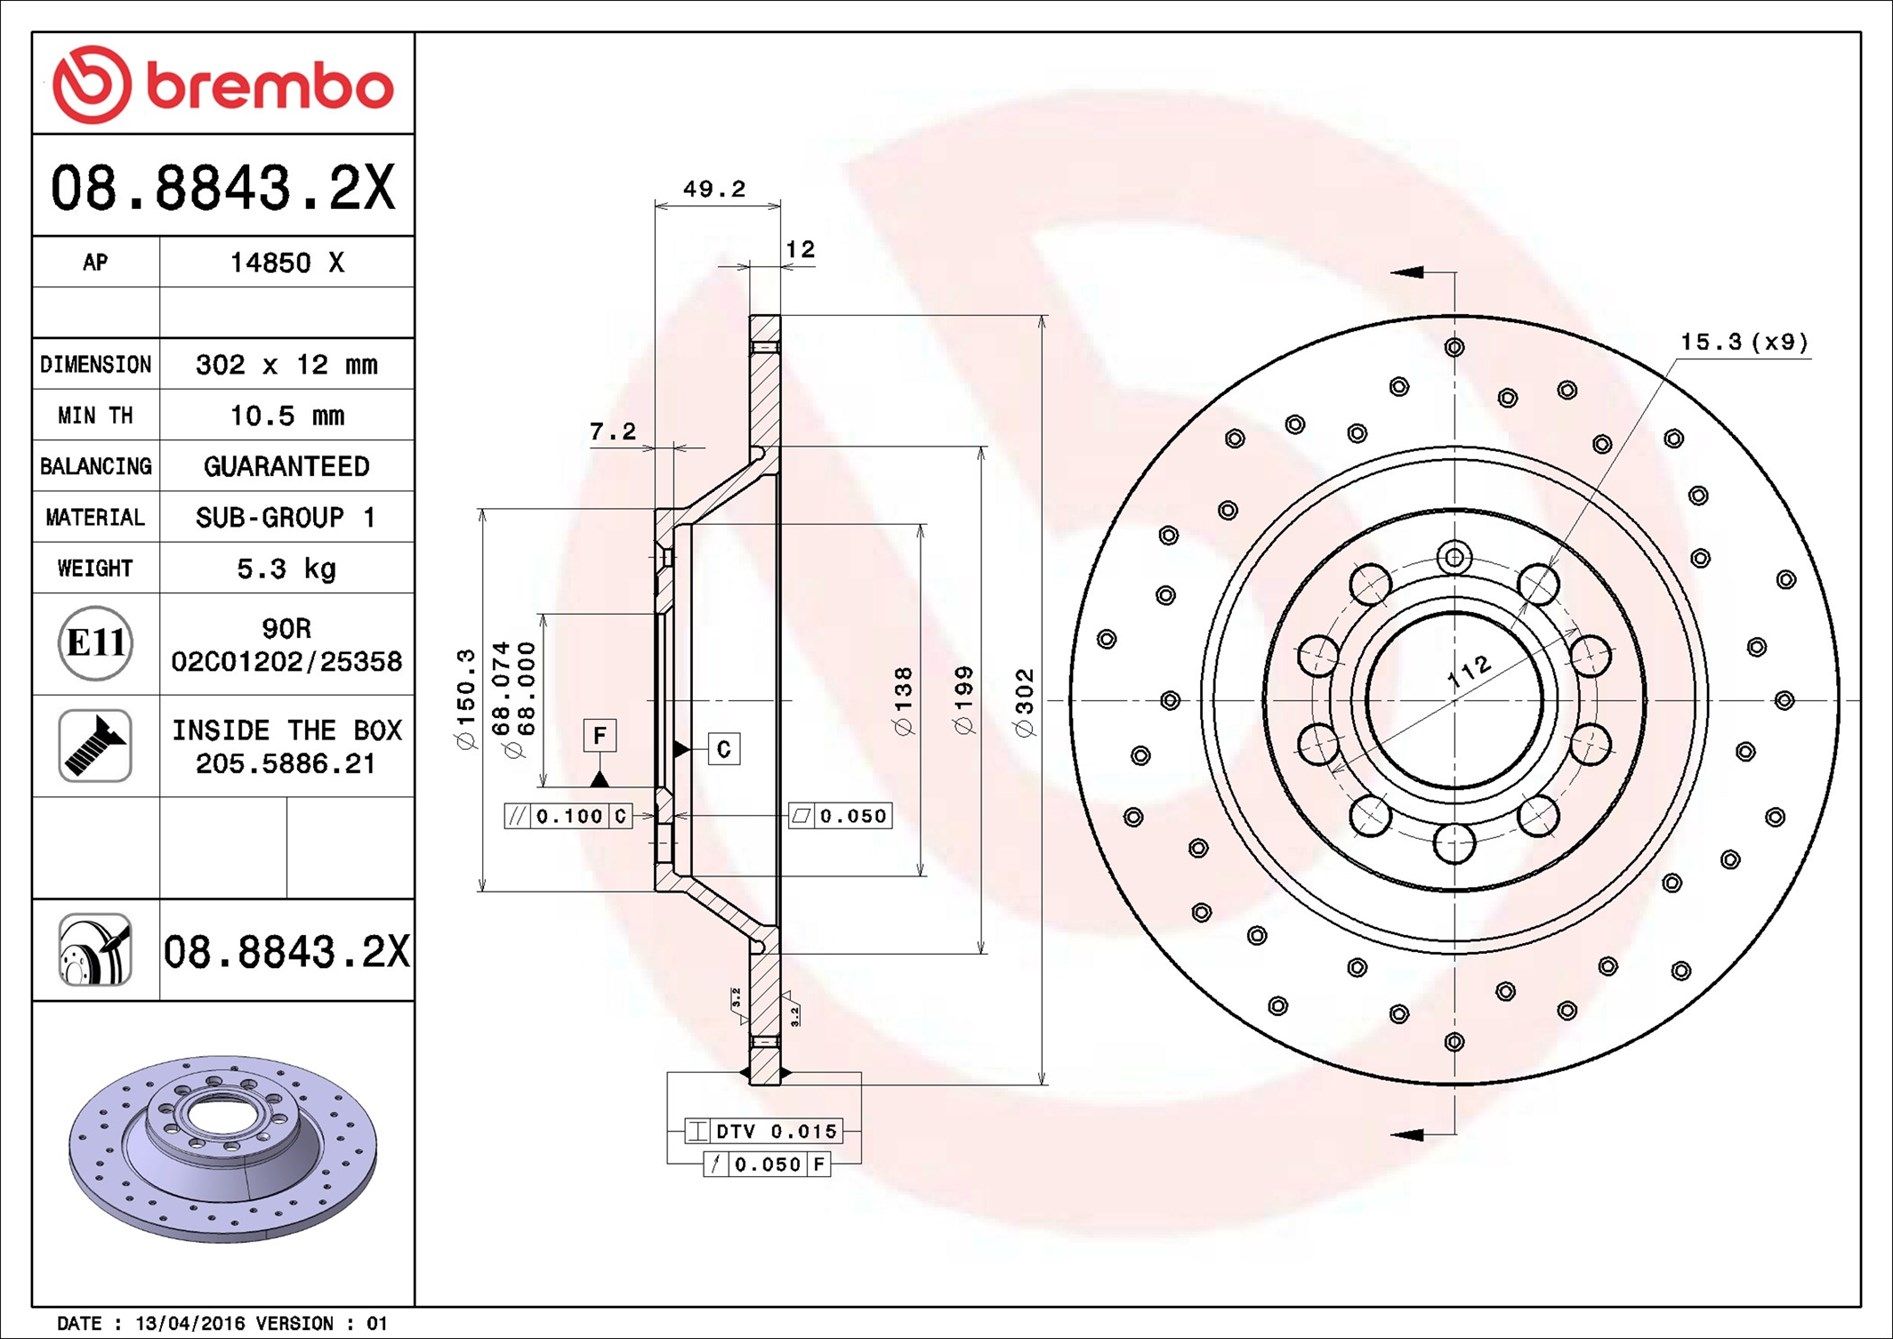 brembo
08.8843.2X
AP 14850 X
DIMENSION 302 x 12 mm
MIN TH 10.5 mm
BALANCING GUARANTEED
MATERIAL SUB-GROUP 1
WEIGHT 5.3 kg
E11 90R
02C01202/25358
INSIDE THE BOX
205.5886.21
08.8843.2X
DATE : 13/04/2016 VERSION : 01
49.2
12
7.2
Ø150.3
Ø68.074
68.000
F
C
Ø138
Ø199
Ø302
// 0.100 C
⏥ 0.050
3.2
3.2
DTV 0.015
↗ 0.050 F
15.3(x9)
112